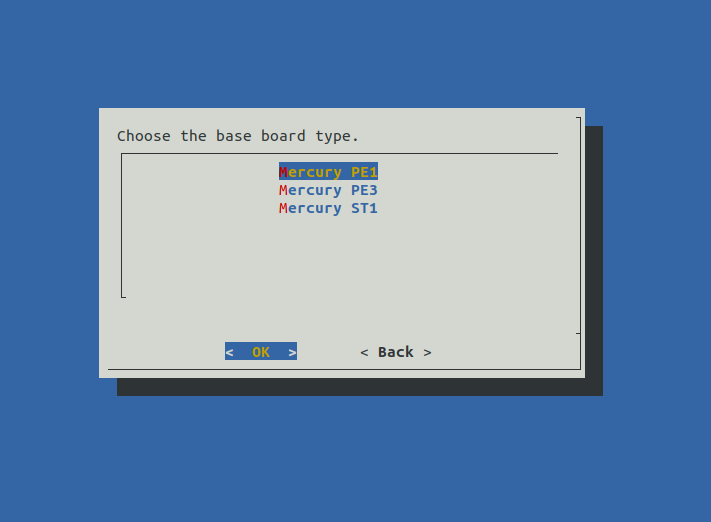 Choose the base board type.
Mercury PE1
Mercury PE3
Mercury ST1
<  OK  > < Back >